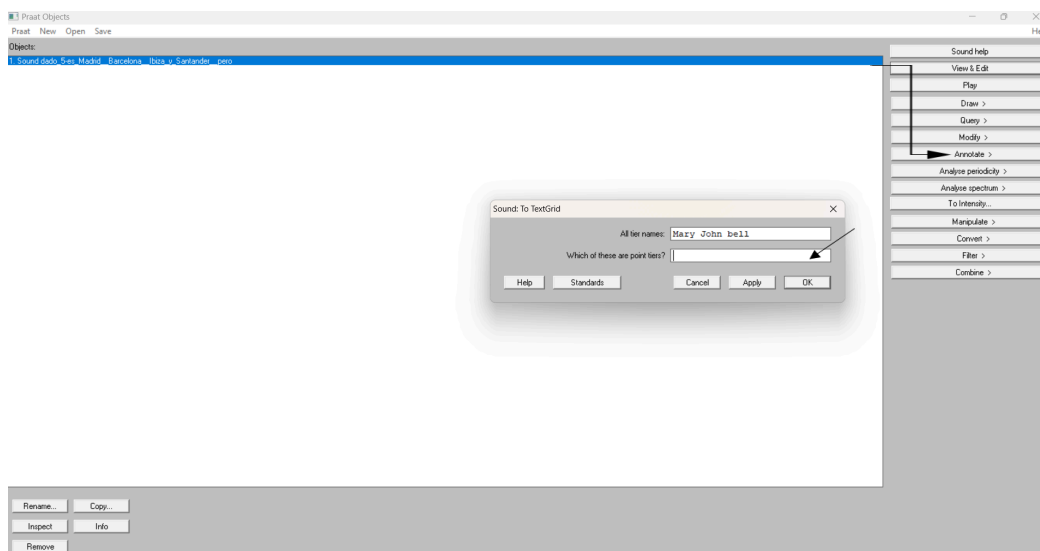 Praat Objects
Praat New Open Save
He
Objects:
1. Sound dado_5-es_Madrid__Barcelona__Ibiza_y_Santander__pero
Sound help
View & Edit
Play
Draw >
Query >
Modify >
Annotate >
Analyse periodicity >
Analyse spectrum >
To Intensity...
Manipulate >
Convert >
Filter >
Combine >
Sound: To TextGrid
All tier names: Mary John bell
Which of these are point tiers?
Help Standards Cancel Apply OK
Rename... Copy...
Inspect Info
Remove